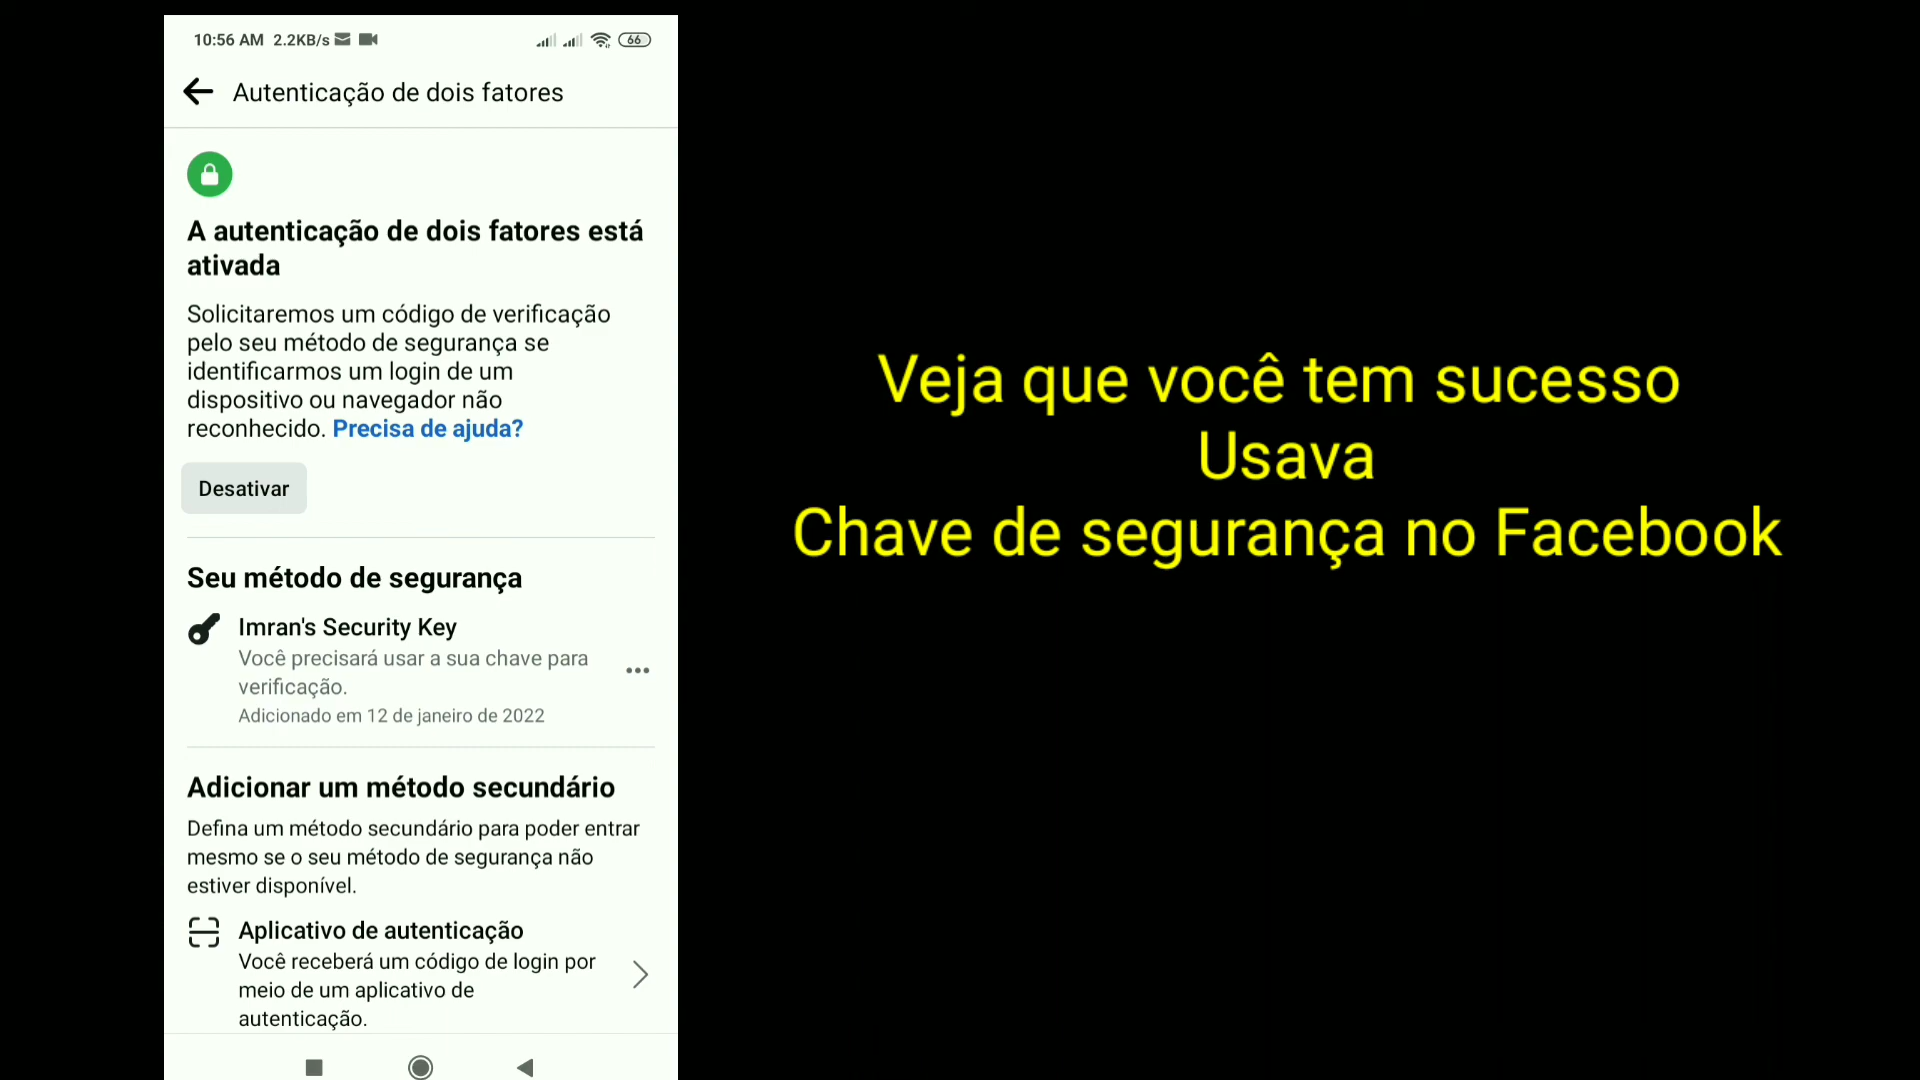 10:56 AM 2.2KB/s
66
Autenticação de dois fatores
A autenticação de dois fatores está
ativada
Solicitaremos um código de verificação
pelo seu método de segurança se
identificarmos um login de um
dispositivo ou navegador não
reconhecido. Precisa de ajuda?
Desativar
Seu método de segurança
Imran's Security Key
Você precisará usar a sua chave para
verificação.
Adicionado em 12 de janeiro de 2022
Adicionar um método secundário
Defina um método secundário para poder entrar
mesmo se o seu método de segurança não
estiver disponível.
Aplicativo de autenticação
Você receberá um código de login por
meio de um aplicativo de
autenticação.
Veja que você tem sucesso
Usava
Chave de segurança no Facebook